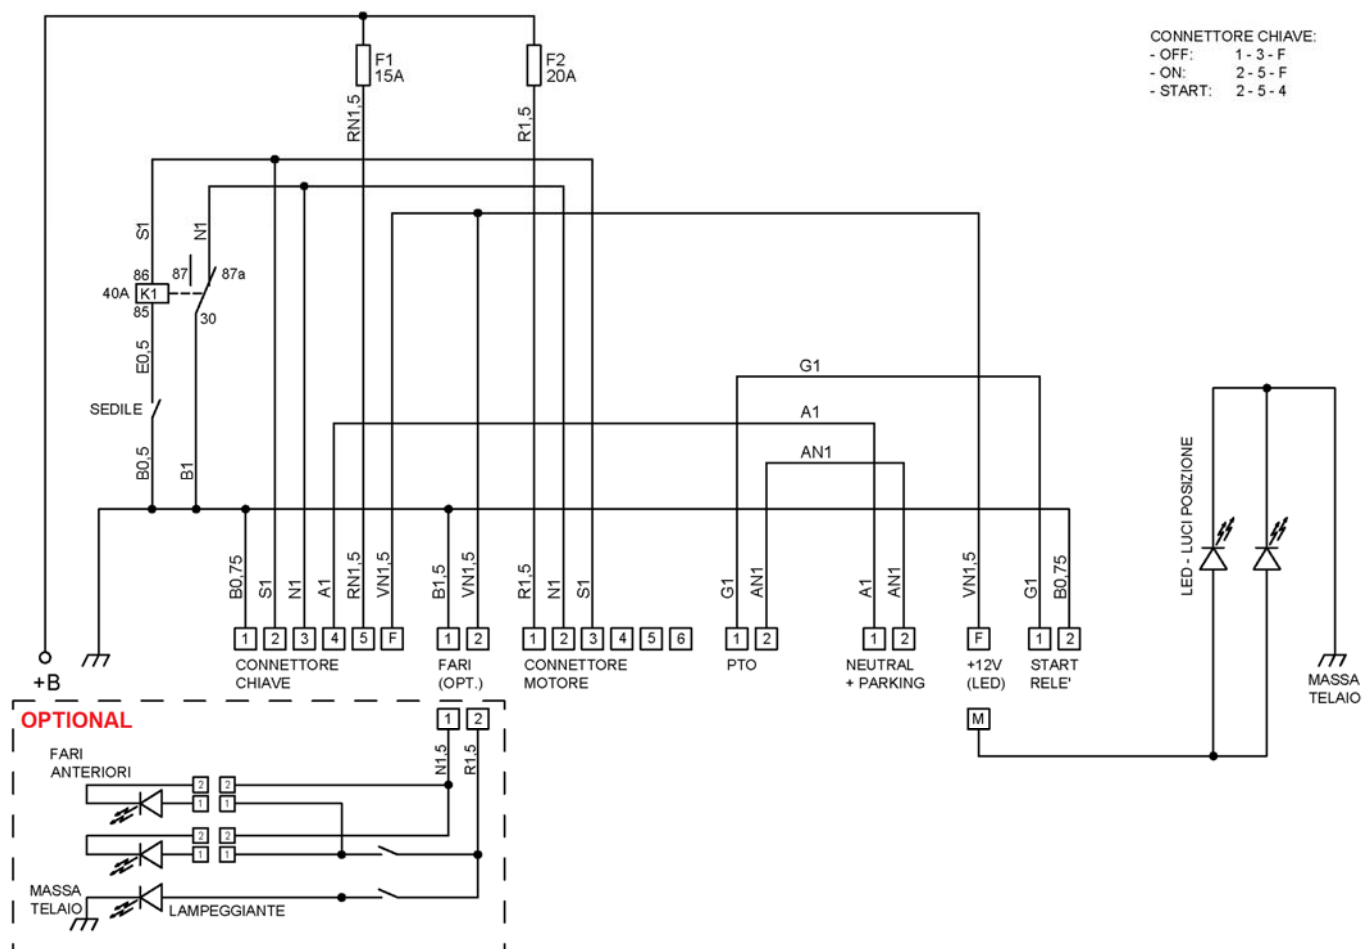 CONNETTORE CHIAVE:
- OFF: 1 - 3 - F
- ON: 2 - 5 - F
- START: 2 - 5 - 4
F1
15A
F2
20A
RN1,5
R1,5
S1
N1
86
87
87a
40A
K1
85
30
E0,5
SEDILE
B0,5
B1
G1
A1
AN1
LED - LUCI POSIZIONE
B0,75
S1
N1
A1
RN1,5
VN1,5
B1,5
VN1,5
R1,5
N1
S1
G1
AN1
A1
AN1
VN1,5
G1
B0,75
1 2 3 4 5 F
1 2
1 2 3 4 5 6
1 2
1 2
F
1 2
CONNETTORE
CHIAVE
FARI
(OPT.)
CONNETTORE
MOTORE
PTO
NEUTRAL
+ PARKING
+12V
(LED)
START
RELE'
+B
MASSA
TELAIO
M
OPTIONAL
1 2
N1,5
R1,5
FARI
ANTERIORI
2 2
1 1
2 2
1 1
MASSA
TELAIO
LAMPEGGIANTE